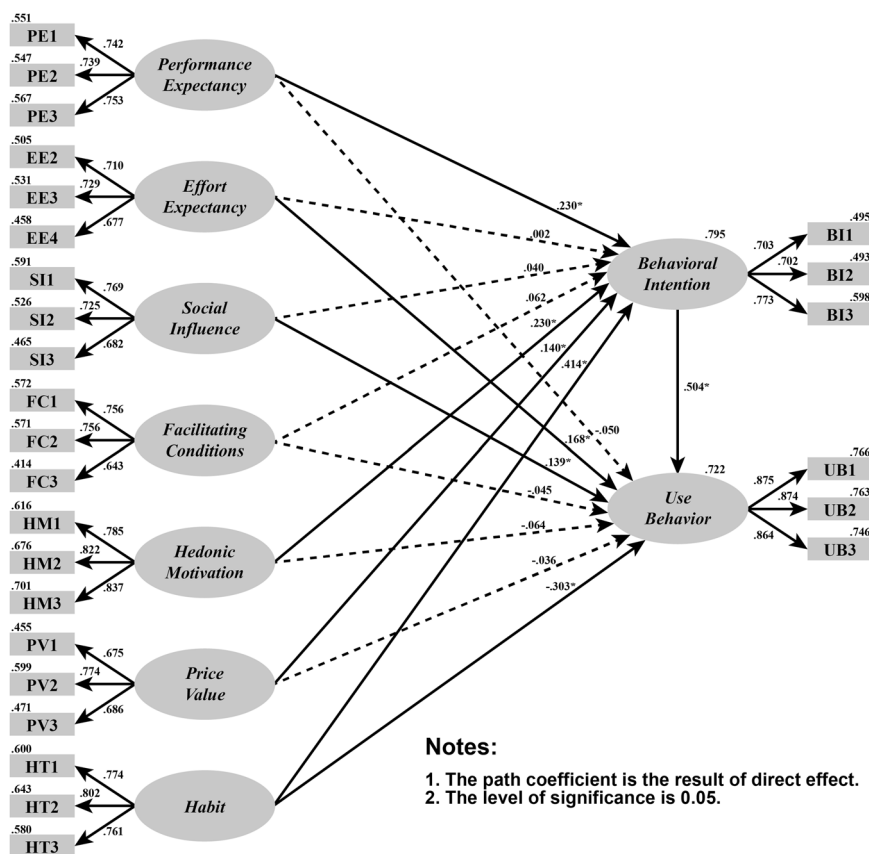 .551
PE1
.742
.547
PE2
.739
.567
PE3
.753
Performance
Expectancy
.505
EE2
.710
.531
EE3
.729
.458
EE4
.677
Effort
Expectancy
.591
SI1
.769
.526
SI2
.725
.465
SI3
.682
Social
Influence
.572
FC1
.756
.571
FC2
.756
.414
FC3
.643
Facilitating
Conditions
.616
HM1
.785
.676
HM2
.822
.701
HM3
.837
Hedonic
Motivation
.455
PV1
.675
.599
PV2
.774
.471
PV3
.686
Price
Value
.600
HT1
.774
.643
HT2
.802
.580
HT3
.761
Habit
.230*
.002
.040
.062
.230*
.140*
.414*
-.050
.168*
.139*
.045
-.064
-.036
-.303*
.795
Behavioral
Intention
.504*
.722
Use
Behavior
.495
BI1
.703
.493
BI2
.702
.598
BI3
.773
.766
UB1
.875
.763
UB2
.874
.746
UB3
.864
Notes:
1. The path coefficient is the result of direct effect.
2. The level of significance is 0.05.